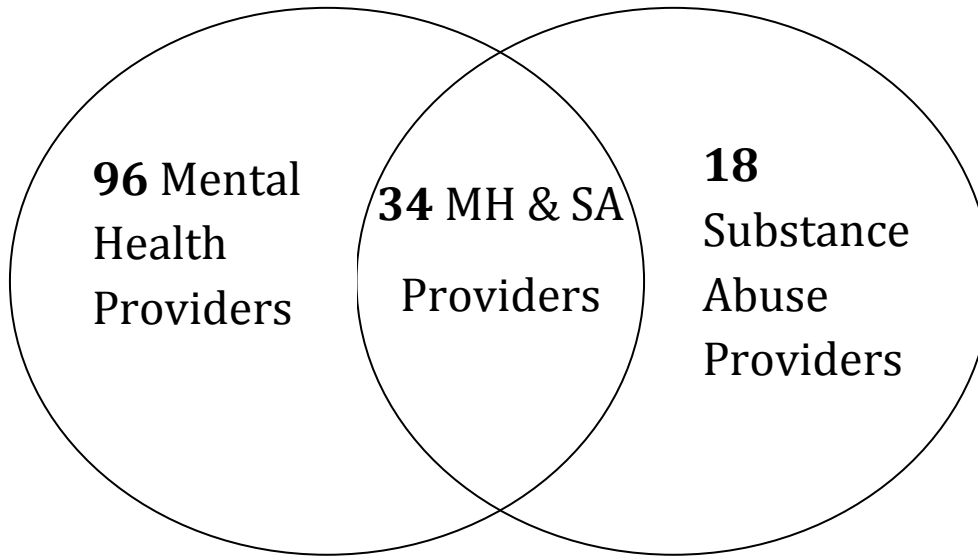 96 Mental
Health
Providers
34 MH & SA
Providers
18
Substance
Abuse
Providers